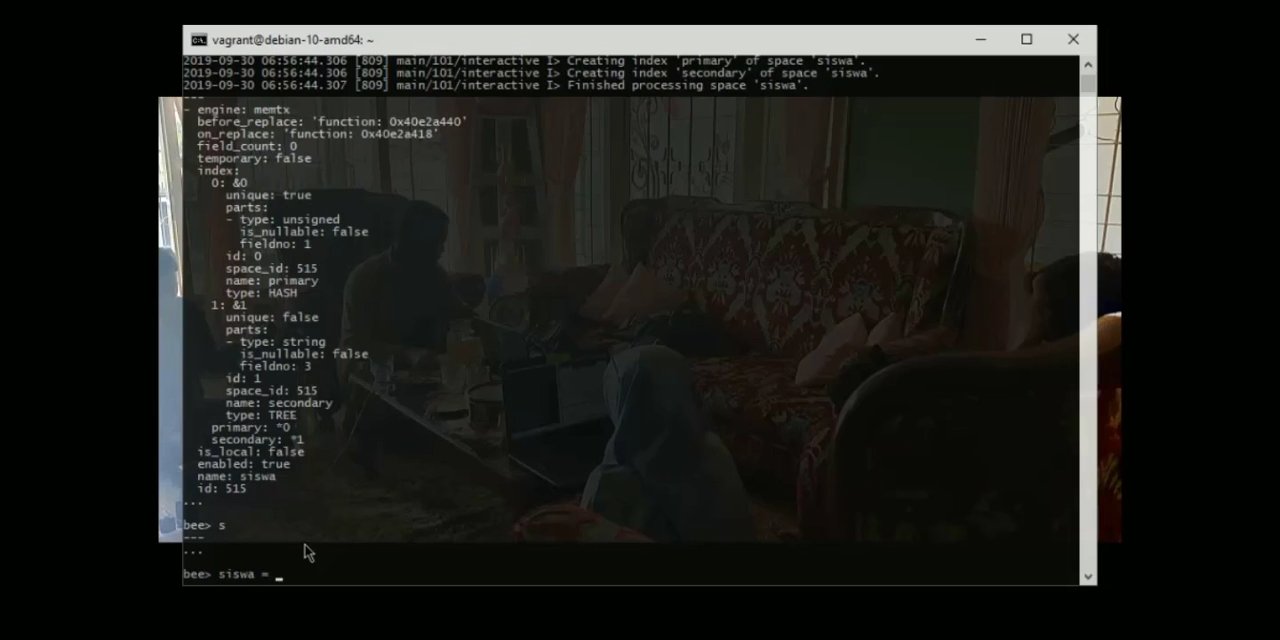 vagrant@debian-10-amd64: ~
2019-09-30 06:56:44.306 [809] main/101/interactive I> Creating index 'primary' of space 'siswa'.
2019-09-30 06:56:44.306 [809] main/101/interactive I> Creating index 'secondary' of space 'siswa'.
2019-09-30 06:56:44.307 [809] main/101/interactive I> Finished processing space 'siswa'.
---
- engine: memtx
before_replace: 'function: 0x40e2a440'
on_replace: 'function: 0x40e2a418'
field_count: 0
temporary: false
index:
0: &0
unique: true
parts:
- type: unsigned
is_nullable: false
fieldno: 1
id: 0
space_id: 515
name: primary
type: HASH
1: &1
unique: false
parts:
- type: string
is_nullable: false
fieldno: 3
id: 1
space_id: 515
name: secondary
type: TREE
primary: *0
secondary: *1
is_local: false
enabled: true
name: siswa
id: 515
...
bee> s
---
...
bee> siswa = _